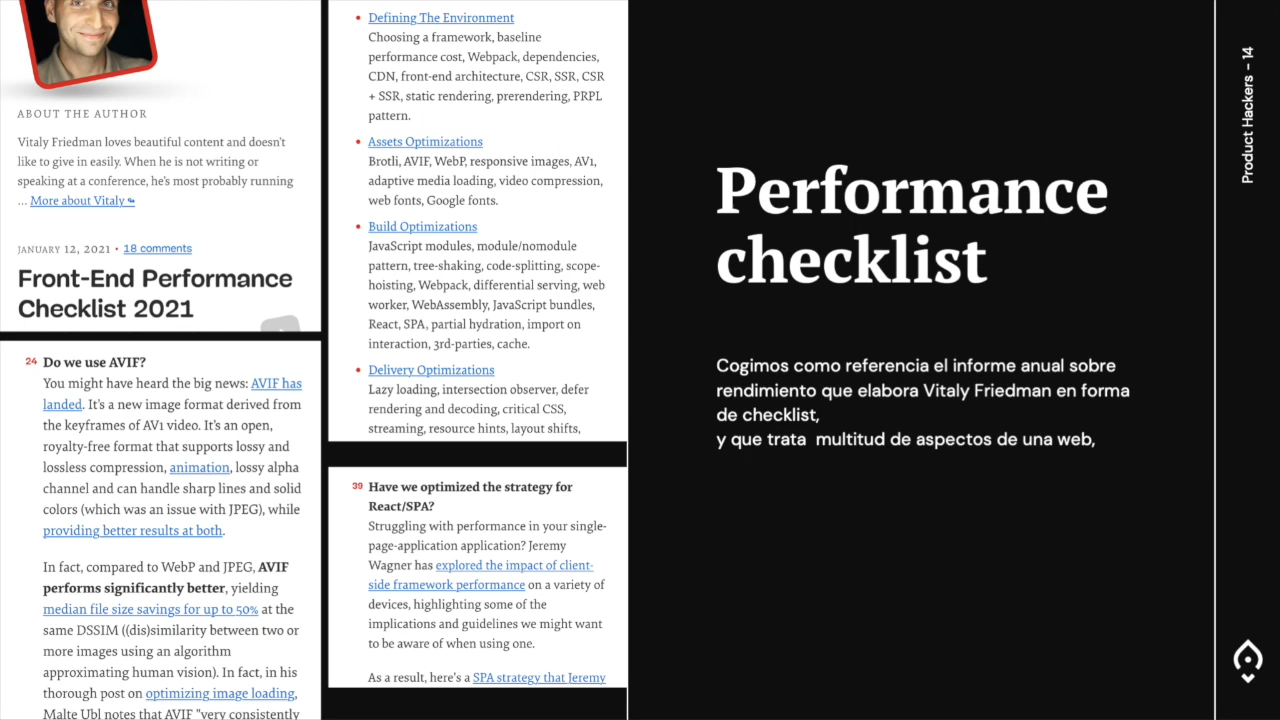 ABOUT THE AUTHOR
Vitaly Friedman loves beautiful content and doesn't
like to give in easily. When he is not writing or
speaking at a conference, he's most probably running
... More about Vitaly ↬
JANUARY 12, 2021 • 18 comments
Front-End Performance
Checklist 2021
24 Do we use AVIF?
You might have heard the big news: AVIF has
landed. It's a new image format derived from
the keyframes of AV1 video. It's an open,
royalty-free format that supports lossy and
lossless compression, animation, lossy alpha
channel and can handle sharp lines and solid
colors (which was an issue with JPEG), while
providing better results at both.
In fact, compared to WebP and JPEG, AVIF
performs significantly better, yielding
median file size savings for up to 50% at the
same DSSIM ((dis)similarity between two or
more images using an algorithm
approximating human vision). In fact, in his
thorough post on optimizing image loading,
Malte Ubl notes that AVIF "very consistently
• Defining The Environment
Choosing a framework, baseline
performance cost, Webpack, dependencies,
CDN, front-end architecture, CSR, SSR, CSR
+ SSR, static rendering, prerendering, PRPL
pattern.
• Assets Optimizations
Brotli, AVIF, WebP, responsive images, AV1,
adaptive media loading, video compression,
web fonts, Google fonts.
• Build Optimizations
JavaScript modules, module/nomodule
pattern, tree-shaking, code-splitting, scope-
hoisting, Webpack, differential serving, web
worker, WebAssembly, JavaScript bundles,
React, SPA, partial hydration, import on
interaction, 3rd-parties, cache.
• Delivery Optimizations
Lazy loading, intersection observer, defer
rendering and decoding, critical CSS,
streaming, resource hints, layout shifts,
39 Have we optimized the strategy for
React/SPA?
Struggling with performance in your single-
page-application application? Jeremy
Wagner has explored the impact of client-
side framework performance on a variety of
devices, highlighting some of the
implications and guidelines we might want
to be aware of when using one.
As a result, here's a SPA strategy that Jeremy
Performance
checklist
Cogimos como referencia el informe anual sobre
rendimiento que elabora Vitaly Friedman en forma
de checklist,
y que trata  multitud de aspectos de una web,
Product Hackers – 14